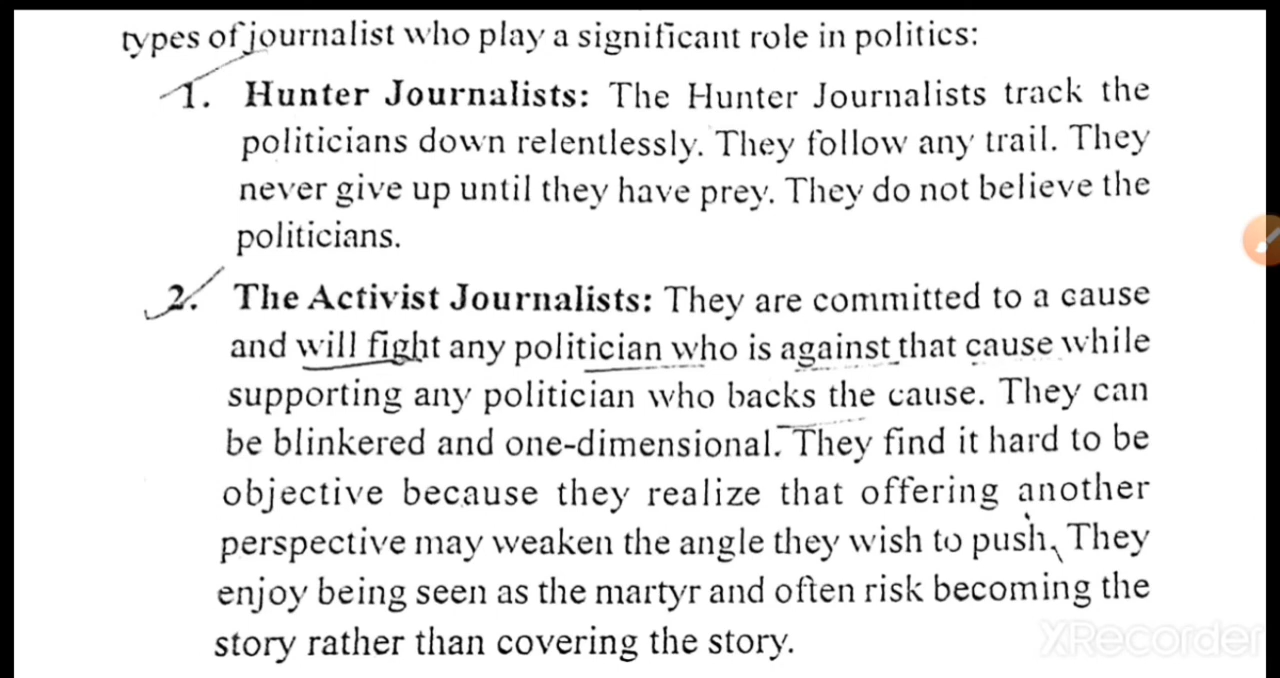 types of journalist who play a significant role in politics:
1. Hunter Journalists: The Hunter Journalists track the
politicians down relentlessly. They follow any trail. They
never give up until they have prey. They do not believe the
politicians.
2. The Activist Journalists: They are committed to a cause
and will fight any politician who is against that cause while
supporting any politician who backs the cause. They can
be blinkered and one-dimensional. They find it hard to be
objective because they realize that offering another
perspective may weaken the angle they wish to push. They
enjoy being seen as the martyr and often risk becoming the
story rather than covering the story.
XRecorder